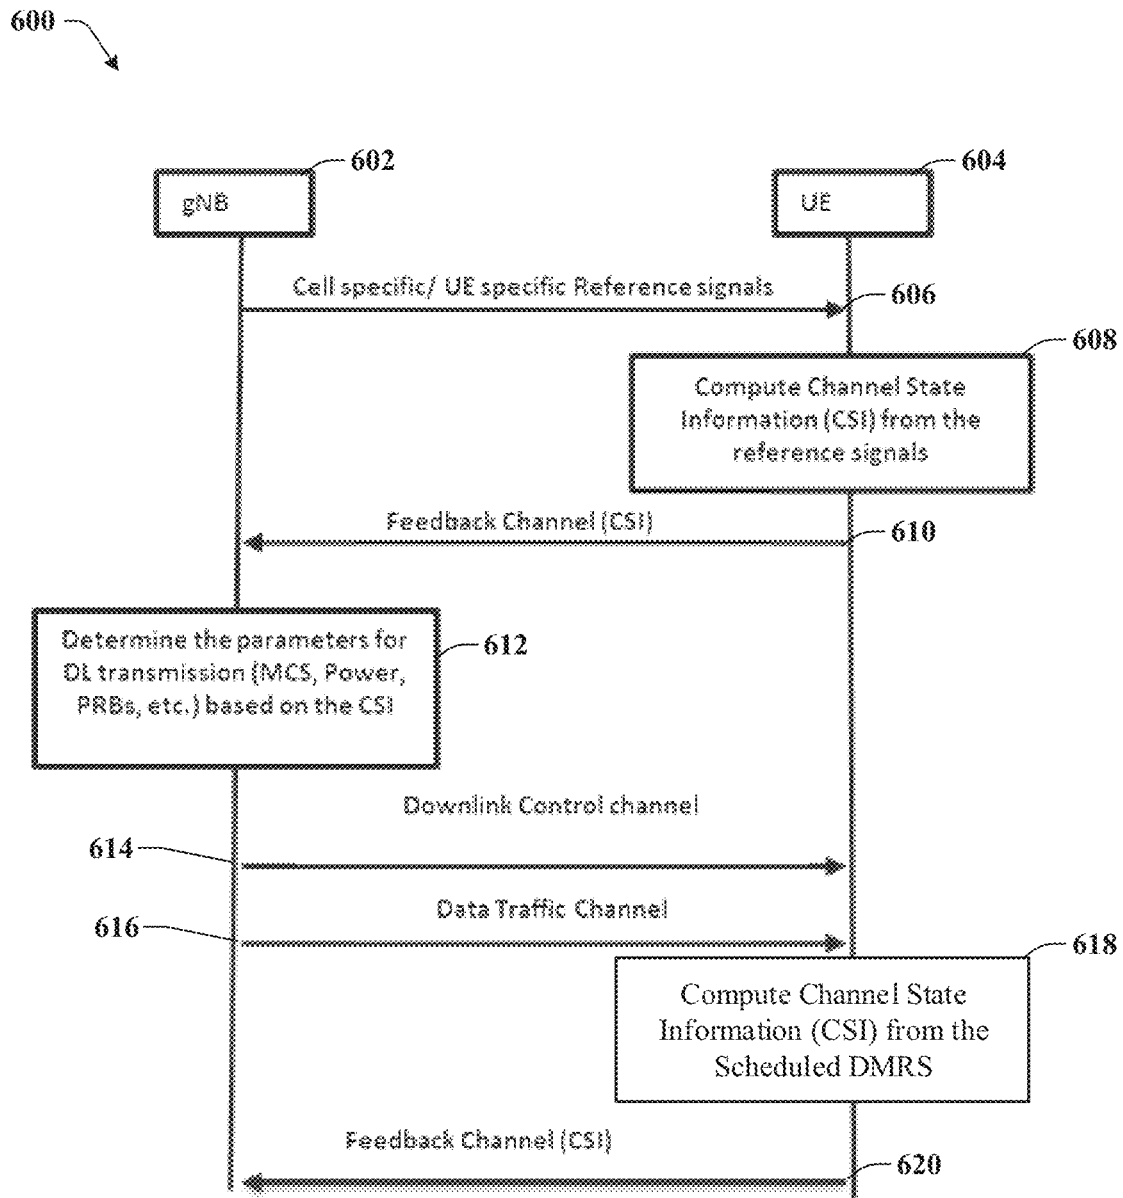 600
602
604
gNB
UE
Cell specific/ UE specific Reference signals
606
608
Compute Channel State
Information (CSI) from the
reference signals
Feedback Channel (CSI)
610
Determine the parameters for
DL transmission (MCS, Power,
PRBs, etc.) based on the CSI
612
Downlink Control channel
614
Data Traffic Channel
616
618
Compute Channel State
Information (CSI) from the
Scheduled DMRS
Feedback Channel (CSI)
620